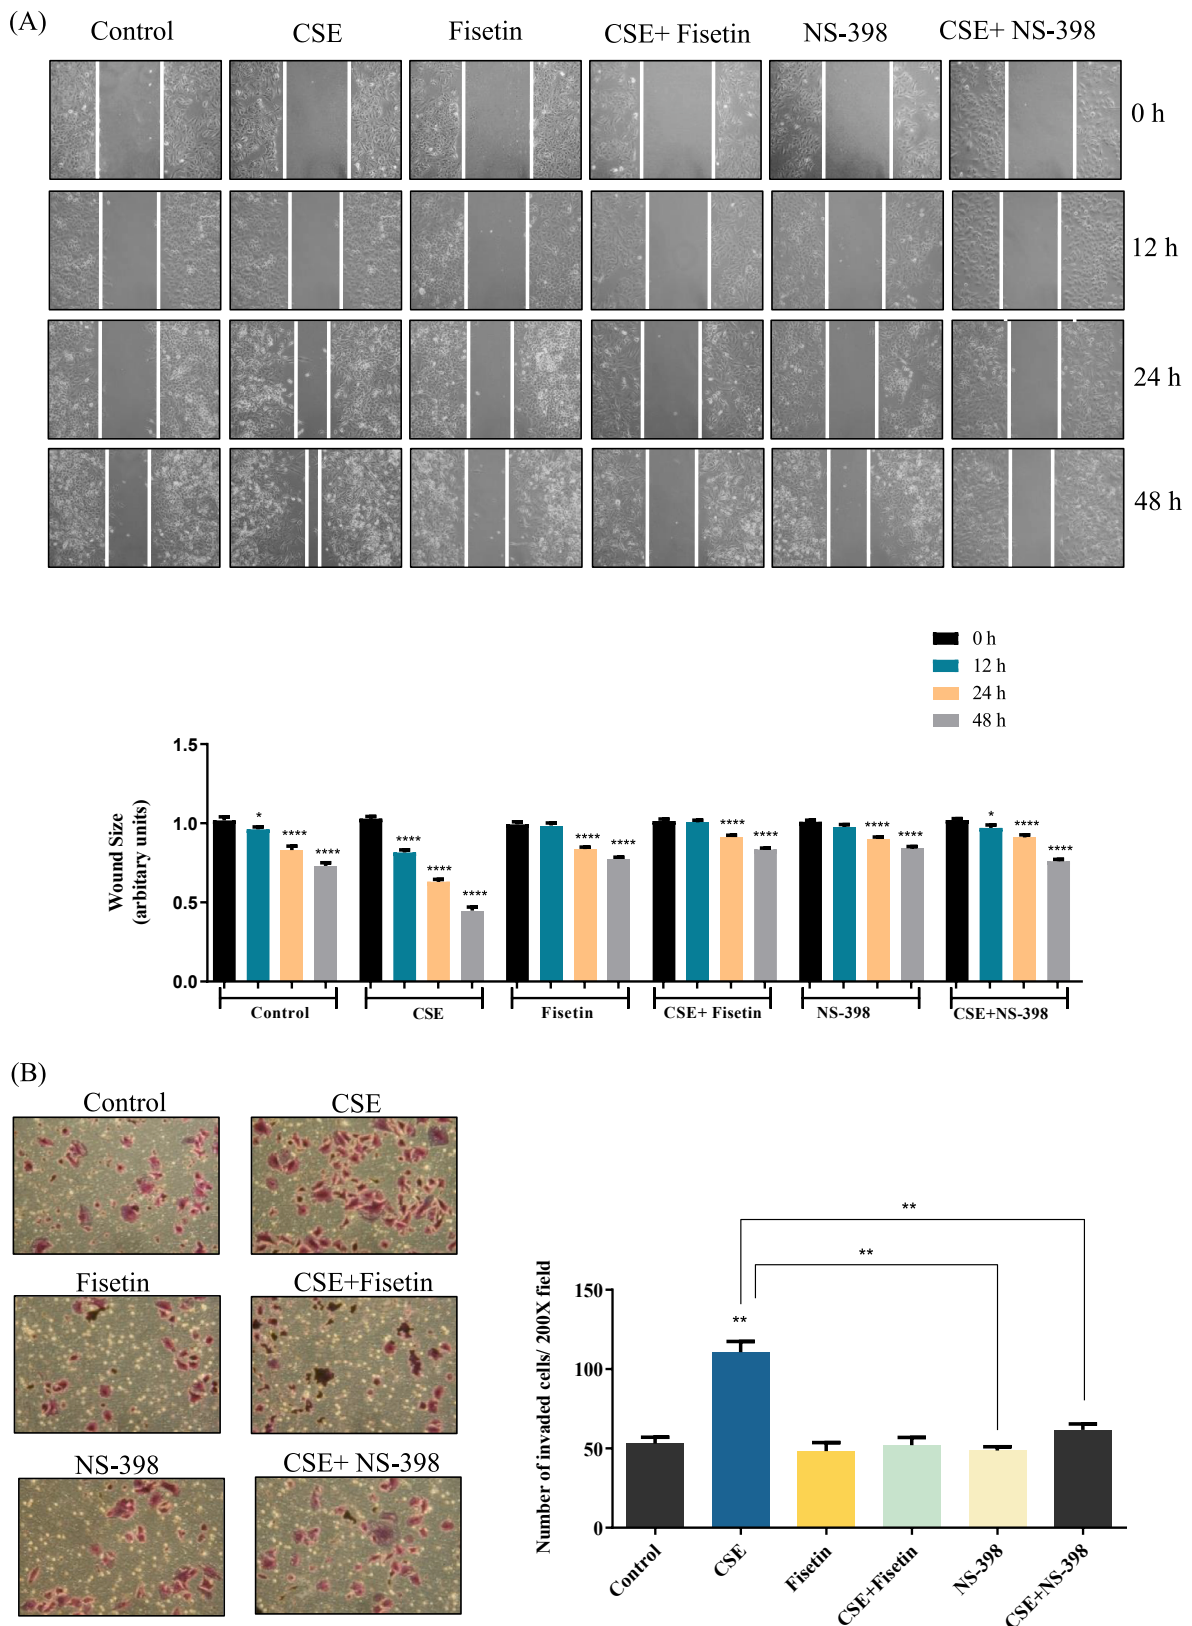 (A)
Control CSE Fisetin CSE+ Fisetin NS-398 CSE+ NS-398
0 h
12 h
24 h
48 h
0 h
12 h
24 h
48 h
Wound Size
(arbitary units)
1.5
1.0
0.5
0.0
* **** ****
**** **** ****
**** ****
**** ****
**** ****
* **** ****
Control CSE Fisetin CSE+ Fisetin NS-398 CSE+NS-398
(B)
Control CSE
Fisetin CSE+Fisetin
NS-398 CSE+ NS-398
Number of invaded cells/ 200X field
150
100
50
0
**
**
**
Control CSE Fisetin CSE+Fisetin NS-398 CSE+NS-398